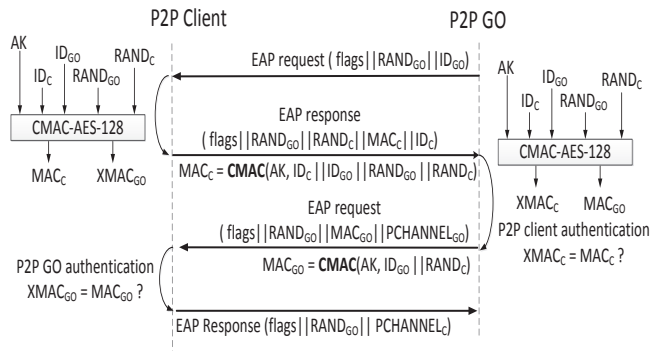 P2P Client
P2P GO
AK
ID_C
ID_GO
RAND_GO
RAND_C
CMAC-AES-128
MAC_C
XMAC_GO
EAP request ( flags||RAND_GO||ID_GO)
EAP response
( flags||RAND_GO||RAND_C||MAC_C||ID_C)
MAC_C = CMAC(AK, ID_C || ID_GO ||RAND_GO||RAND_C)
AK
ID_C
ID_GO
RAND_GO
RAND_C
CMAC-AES-128
XMAC_C
MAC_GO
P2P client authentication
XMAC_C = MAC_C ?
EAP request
( flags||RAND_GO||MAC_GO||PCHANNEL_GO)
MAC_GO = CMAC(AK, ID_GO || RAND_C)
P2P GO authentication
XMAC_GO = MAC_GO ?
EAP Response (flags||RAND_GO|| PCHANNEL_C)